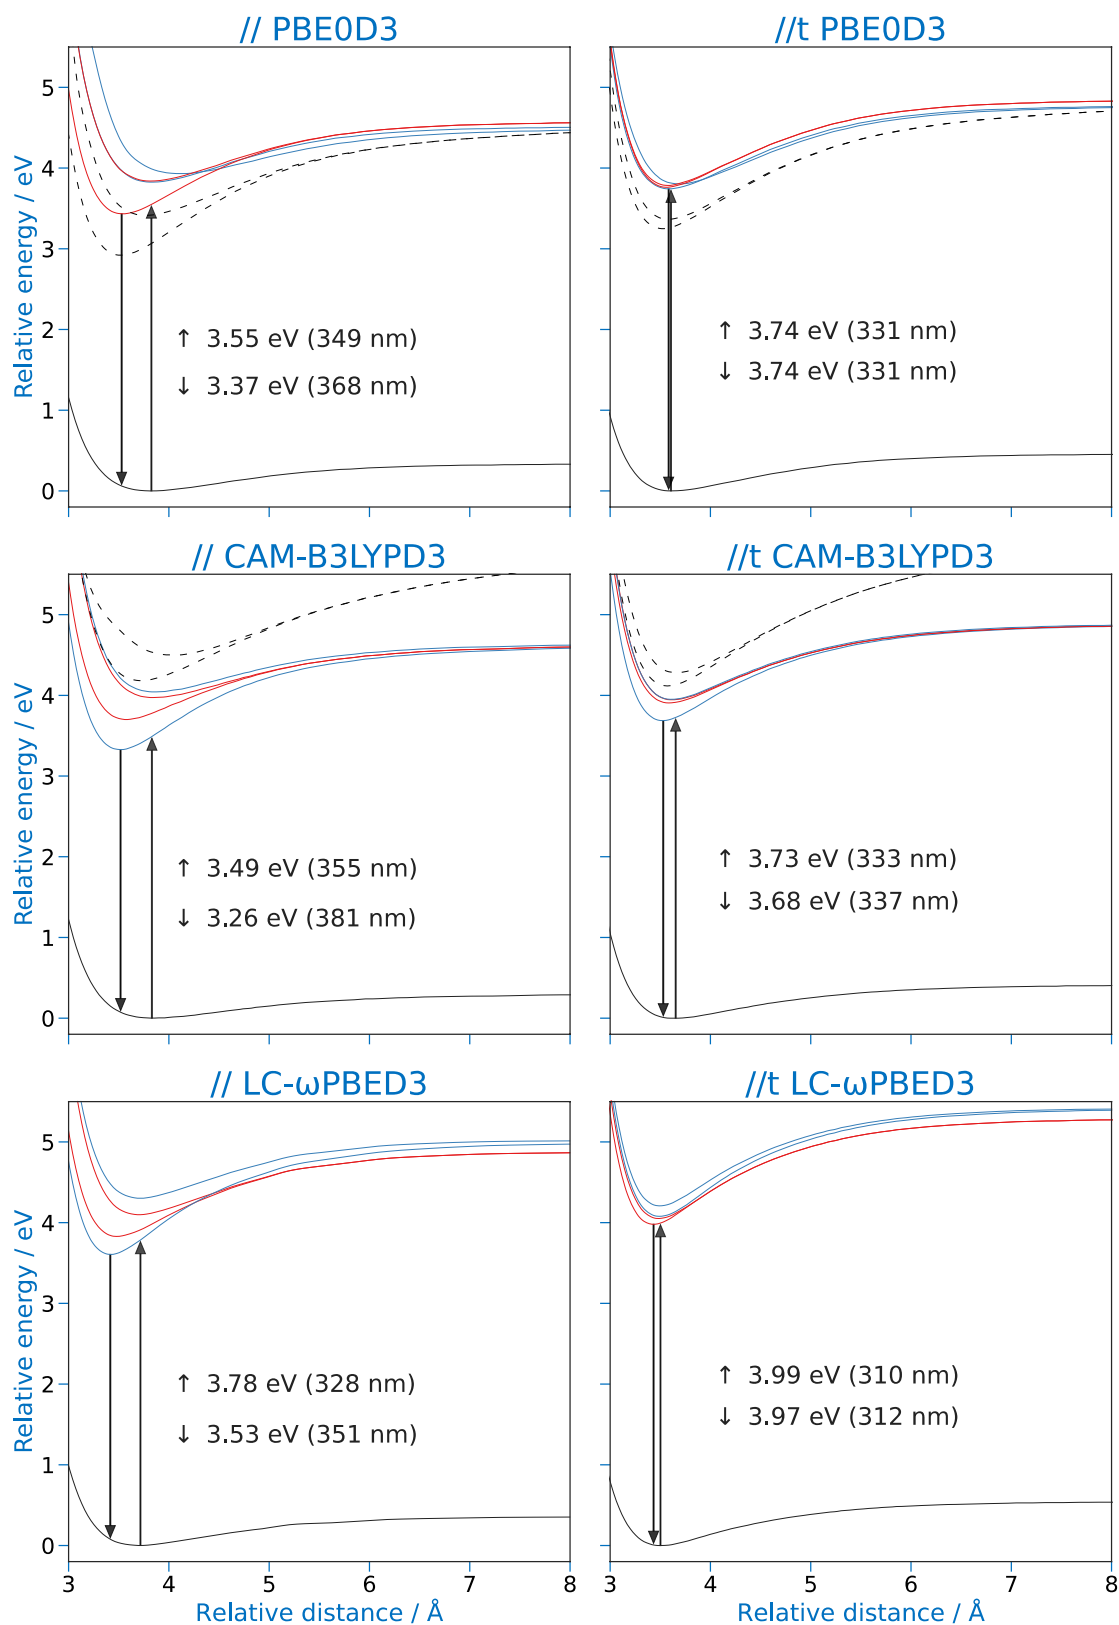 // PBE0D3
//t PBE0D3
Relative energy / eV
5
4
3
2
1
0
↑ 3.55 eV (349 nm)
↓ 3.37 eV (368 nm)
↑ 3.74 eV (331 nm)
↓ 3.74 eV (331 nm)
// CAM-B3LYPD3
//t CAM-B3LYPD3
Relative energy / eV
5
4
3
2
1
0
↑ 3.49 eV (355 nm)
↓ 3.26 eV (381 nm)
↑ 3.73 eV (333 nm)
↓ 3.68 eV (337 nm)
// LC-ωPBED3
//t LC-ωPBED3
Relative energy / eV
5
4
3
2
1
0
↑ 3.78 eV (328 nm)
↓ 3.53 eV (351 nm)
↑ 3.99 eV (310 nm)
↓ 3.97 eV (312 nm)
3 4 5 6 7 8
3 4 5 6 7 8
Relative distance / Å
Relative distance / Å